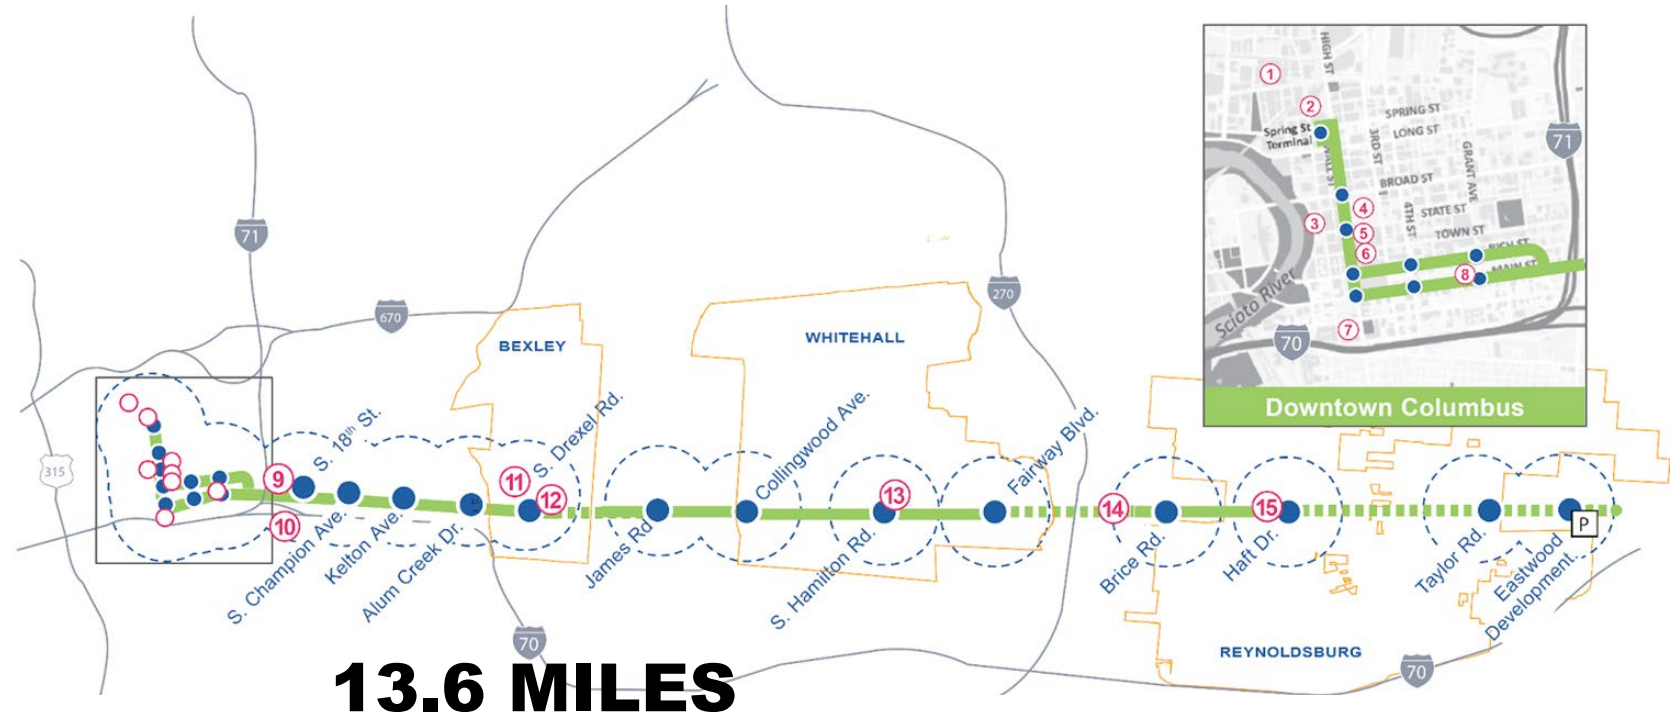 HIGH ST
1
2
SPRING ST
Spring St
Terminal
LONG ST
3RD ST
71
WALL ST
GRANT AVE
BROAD ST
4
3
4TH ST
STATE ST
5
TOWN ST
6
RICH ST
8
MAIN ST
Scioto River
7
70
Downtown Columbus
71
270
670
BEXLEY
WHITEHALL
315
9
S. 18th St.
11
S. Drexel Rd.
12
Collingwood Ave.
13
Fairway Blvd.
14
15
10
P
S. Champion Ave.
Kelton Ave.
Alum Creek Dr.
James Rd.
S. Hamilton Rd.
Brice Rd.
Haft Dr.
Taylor Rd.
Eastwood
Development.
70
REYNOLDSBURG
70
13.6 MILES